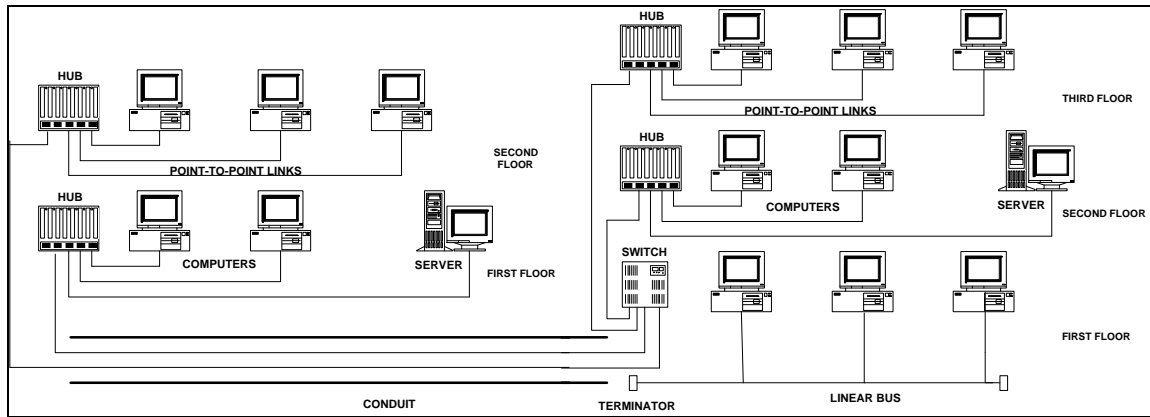 HUB
POINT-TO-POINT LINKS
SECOND
FLOOR
HUB
COMPUTERS
SERVER
FIRST FLOOR
HUB
POINT-TO-POINT LINKS
THIRD FLOOR
HUB
COMPUTERS
SERVER
SECOND FLOOR
SWITCH
FIRST FLOOR
CONDUIT
TERMINATOR
LINEAR BUS